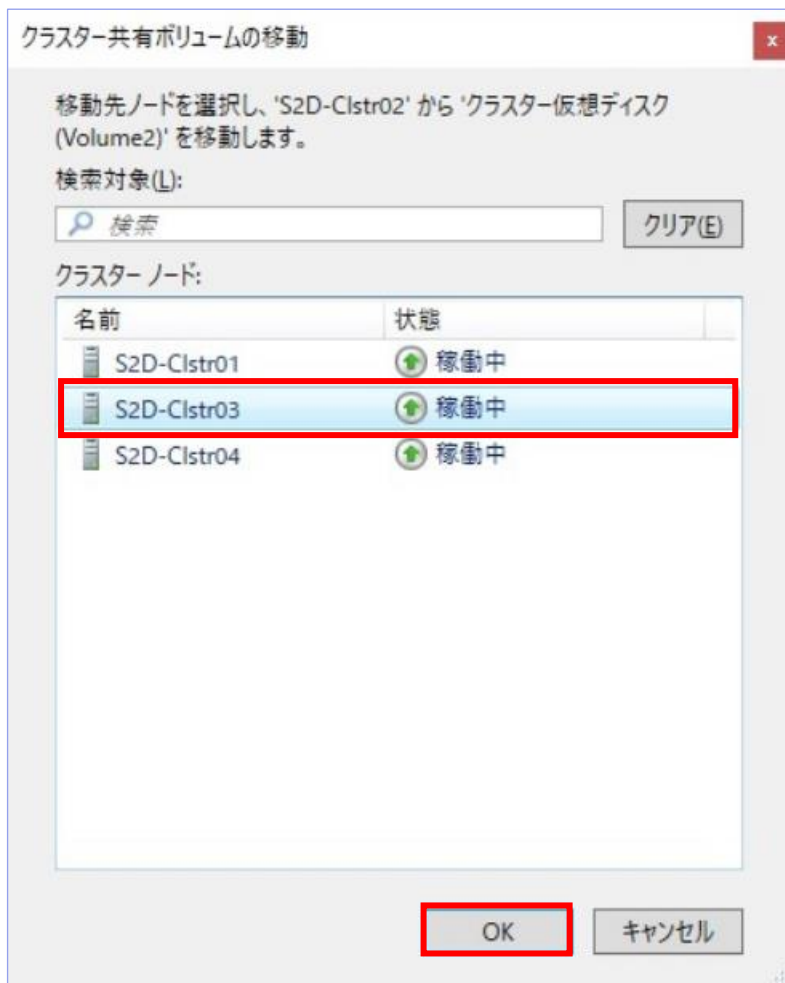 クラスター共有ボリュームの移動
x
移動先ノードを選択し、'S2D-Clstr02' から 'クラスター仮想ディスク
(Volume2)' を移動します。
検索対象(L):
検索
クリア(E)
クラスター ノード:
名前 状態
S2D-Clstr01 稼働中
S2D-Clstr03 稼働中
S2D-Clstr04 稼働中
OK キャンセル